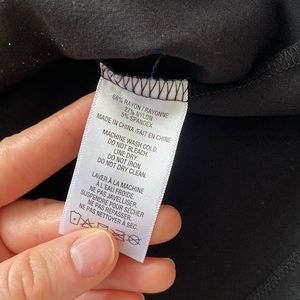 68% RAYON / RAYONNE
27% NYLON
5% SPANDEX
MADE IN CHINA / FAIT EN CHINE
MACHINE WASH COLD.
DO NOT BLEACH.
LINE DRY.
DO NOT IRON
DO NOT DRY CLEAN.
LAVER À LA MACHINE
À L'EAU FROIDE.
NE PAS JAVELLISER.
SUSPENDRE POUR SÉCHER
NE PAS REPASSER.
NE PAS NETTOYER À SEC.